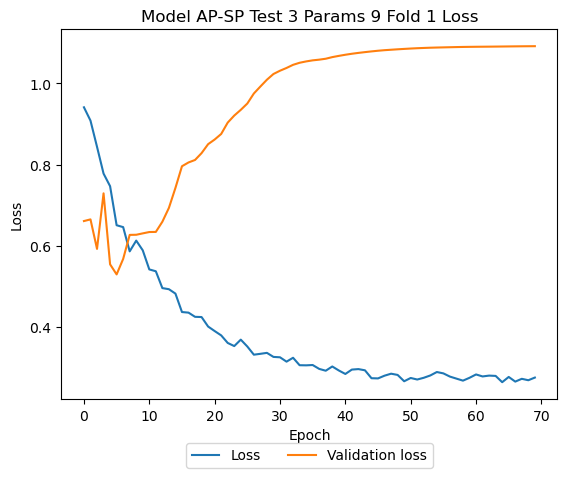 Model AP-SP Test 3 Params 9 Fold 1 Loss
Loss
1.0
0.8
0.6
0.4
0 10 20 30 40 50 60 70
Epoch
Loss Validation loss